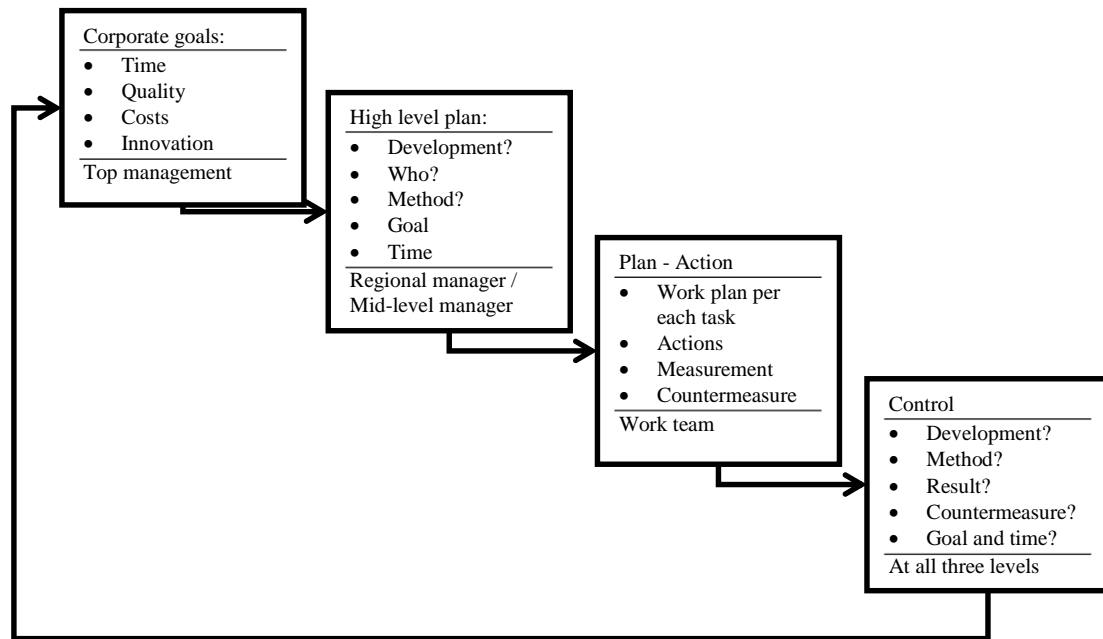 Corporate goals:
• Time
• Quality
• Costs
• Innovation
Top management
High level plan:
• Development?
• Who?
• Method?
• Goal
• Time
Regional manager /
Mid-level manager
Plan - Action
• Work plan per
each task
• Actions
• Measurement
• Countermeasure
Work team
Control
• Development?
• Method?
• Result?
• Countermeasure?
• Goal and time?
At all three levels